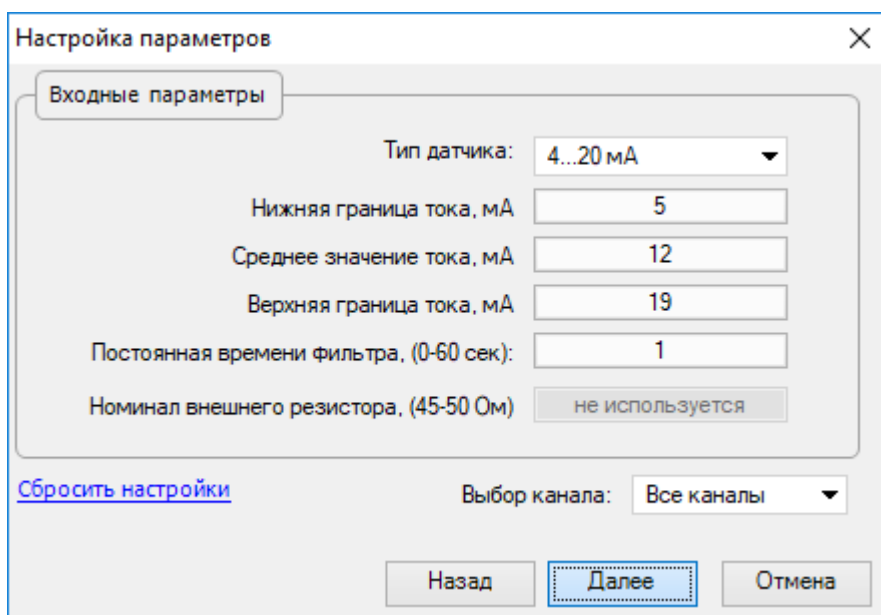 Настройка параметров
Входные параметры
Тип датчика: 4...20 мА
Нижняя граница тока, мА 5
Среднее значение тока, мА 12
Верхняя граница тока, мА 19
Постоянная времени фильтра, (0-60 сек): 1
Номинал внешнего резистора, (45-50 Ом) не используется
Сбросить настройки Выбор канала: Все каналы
Назад Далее Отмена